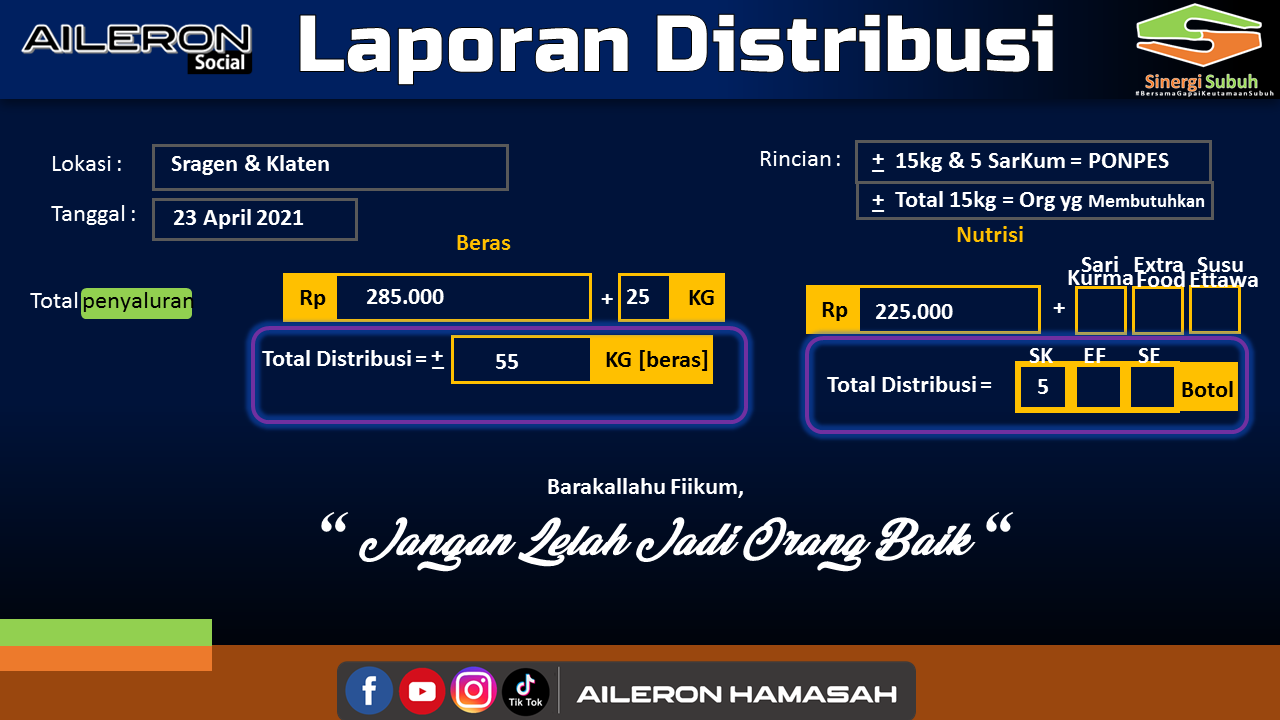 AILERON
Social
Laporan Distribusi
Sinergi Subuh
#BersamaGapaiKeutamaanSubuh
Lokasi : Sragen & Klaten
Tanggal : 23 April 2021
Rincian : ± 15kg & 5 SarKum = PONPES
± Total 15kg = Org yg Membutuhkan
Beras
Total penyaluran Rp 285.000 + 25 KG
Total Distribusi = ± 55 KG [beras]
Nutrisi
Sari Kurma Extra Food Susu Ettawa
Rp 225.000 +
SK EF SE
Total Distribusi = 5 Botol
Barakallahu Fiikum,
“ Jangan Lelah Jadi Orang Baik “
Tik Tok
AILERON HAMASAH